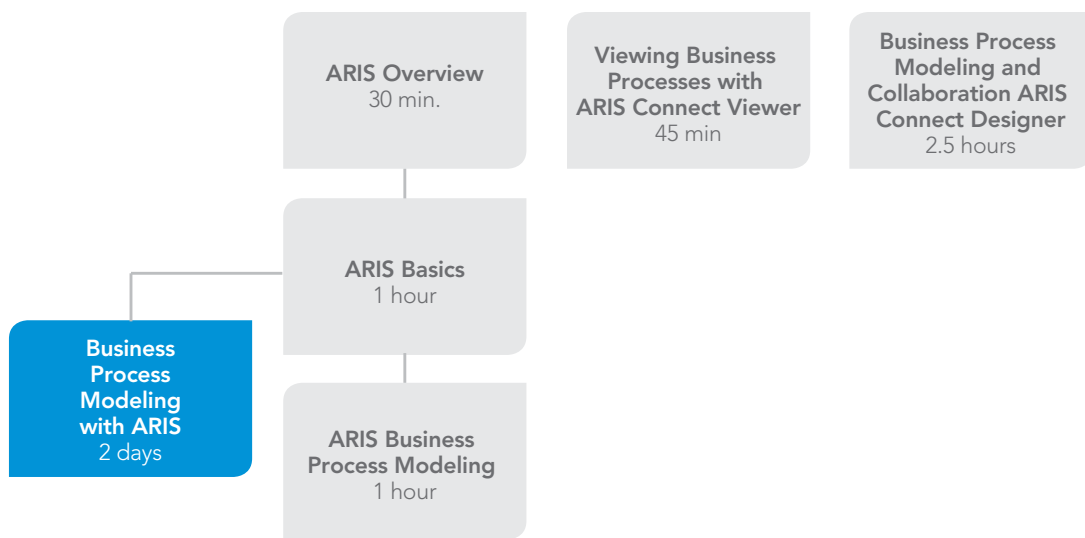 ARIS Overview
30 min.
Viewing Business
Processes with
ARIS Connect Viewer
45 min
Business Process
Modeling and
Collaboration ARIS
Connect Designer
2.5 hours
ARIS Basics
1 hour
Business
Process
Modeling
with ARIS
2 days
ARIS Business
Process Modeling
1 hour